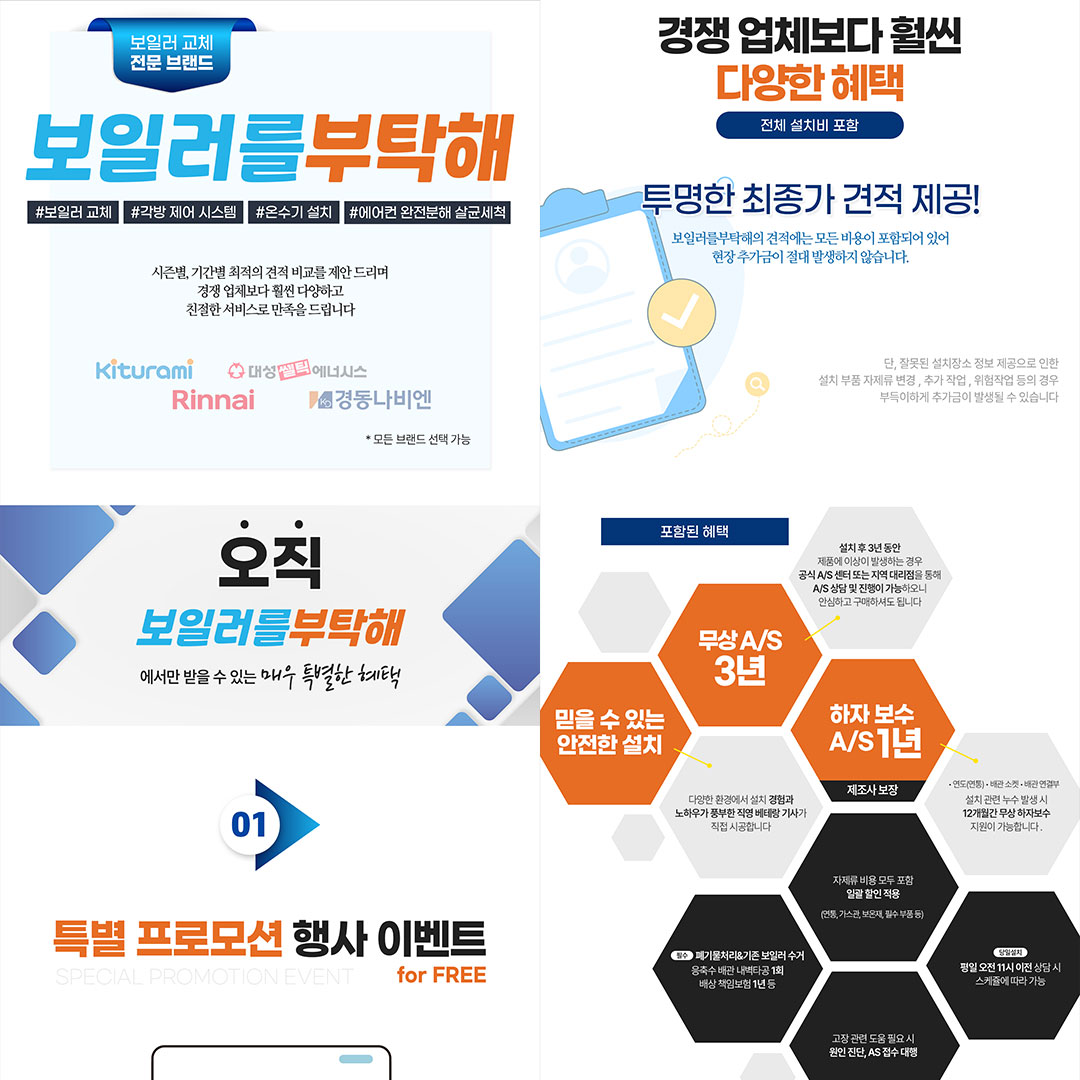 보일러 교체
전문 브랜드
보일러를부탁해
#보일러 교체 #각방 제어 시스템 #온수기 설치 #에어컨 완전분해 살균세척
시즌별, 기간별 최적의 견적 비교를 제안 드리며
경쟁 업체보다 훨씬 다양하고
친절한 서비스로 만족을 드립니다
Kiturami 대성쎌틱에너시스
Rinnai KD 경동나비엔
* 모든 브랜드 선택 가능
오직
보일러를부탁해
에서만 받을 수 있는 매우 특별한 혜택
01
특별 프로모션 행사 이벤트
SPECIAL PROMOTION EVENT for FREE
경쟁 업체보다 훨씬
다양한 혜택
전체 설치비 포함
투명한 최종가 견적 제공!
보일러를부탁해의 견적에는 모든 비용이 포함되어 있어
현장 추가금이 절대 발생하지 않습니다.
단, 잘못된 설치장소 정보 제공으로 인한
설치 부품 자제류 변경 , 추가 작업 , 위험작업 등의 경우
부득이하게 추가금이 발생될 수 있습니다
포함된 혜택
설치 후 3년 동안
제품에 이상이 발생하는 경우
공식 A/S 센터 또는 지역 대리점을 통해
A/S 상담 및 진행이 가능하오니
안심하고 구매하셔도 됩니다
무상 A/S
3년
믿을 수 있는
안전한 설치
하자 보수
A/S 1년
제조사 보장
다양한 환경에서 설치 경험과
노하우가 풍부한 직영 베테랑 기사가
직접 시공합니다
• 연도(연통) • 배관 소켓 • 배관 연결부
설치 관련 누수 발생 시
12개월간 무상 하자보수
지원이 가능합니다 .
자제류 비용 모두 포함
일괄 할인 적용
(연통, 가스관, 보온재, 필수 부품 등)
필수 폐기물처리&기존 보일러 수거
응축수 배관 내벽타공 1회
배상 책임보험 1년 등
당일설치
평일 오전 11시 이전 상담 시
스케쥴에 따라 가능
고장 관련 도움 필요 시
원인 진단, AS 접수 대행